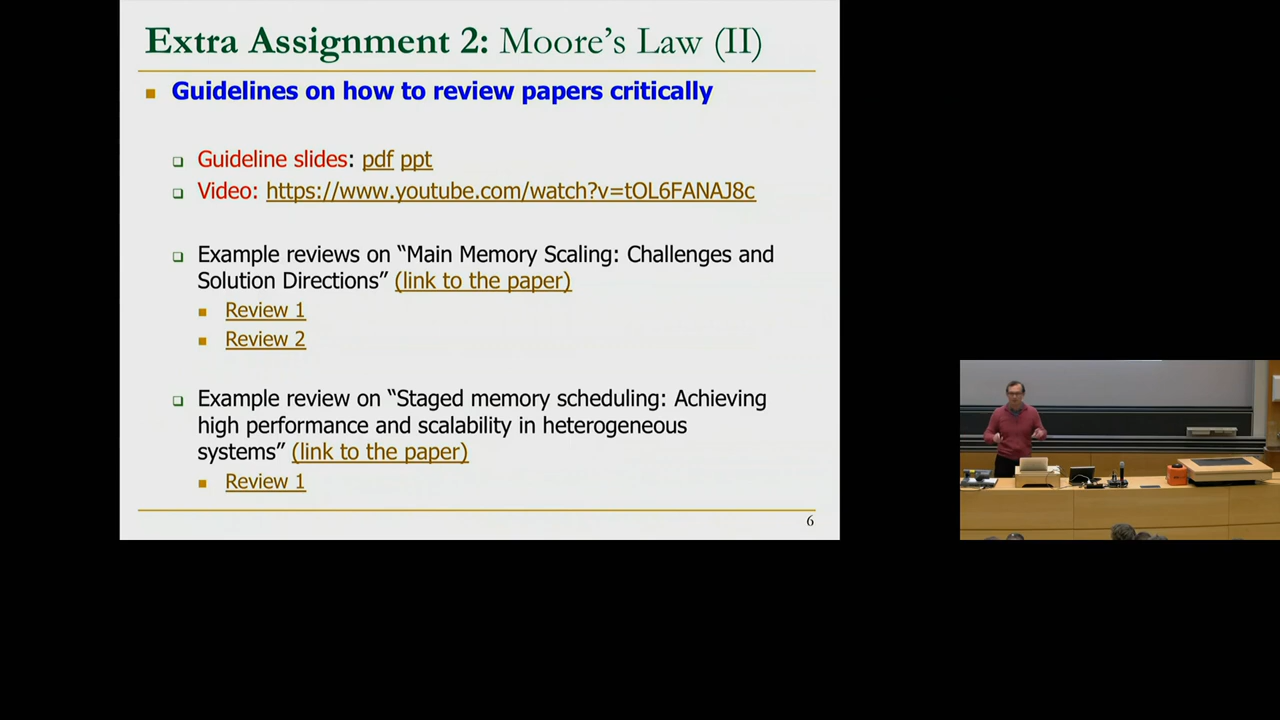 Extra Assignment 2: Moore's Law (II)
Guidelines on how to review papers critically
Guideline slides: pdf ppt
Video: https://www.youtube.com/watch?v=tOL6FANAJ8c
Example reviews on “Main Memory Scaling: Challenges and
Solution Directions” (link to the paper)
Review 1
Review 2
Example review on “Staged memory scheduling: Achieving
high performance and scalability in heterogeneous
systems” (link to the paper)
Review 1
6